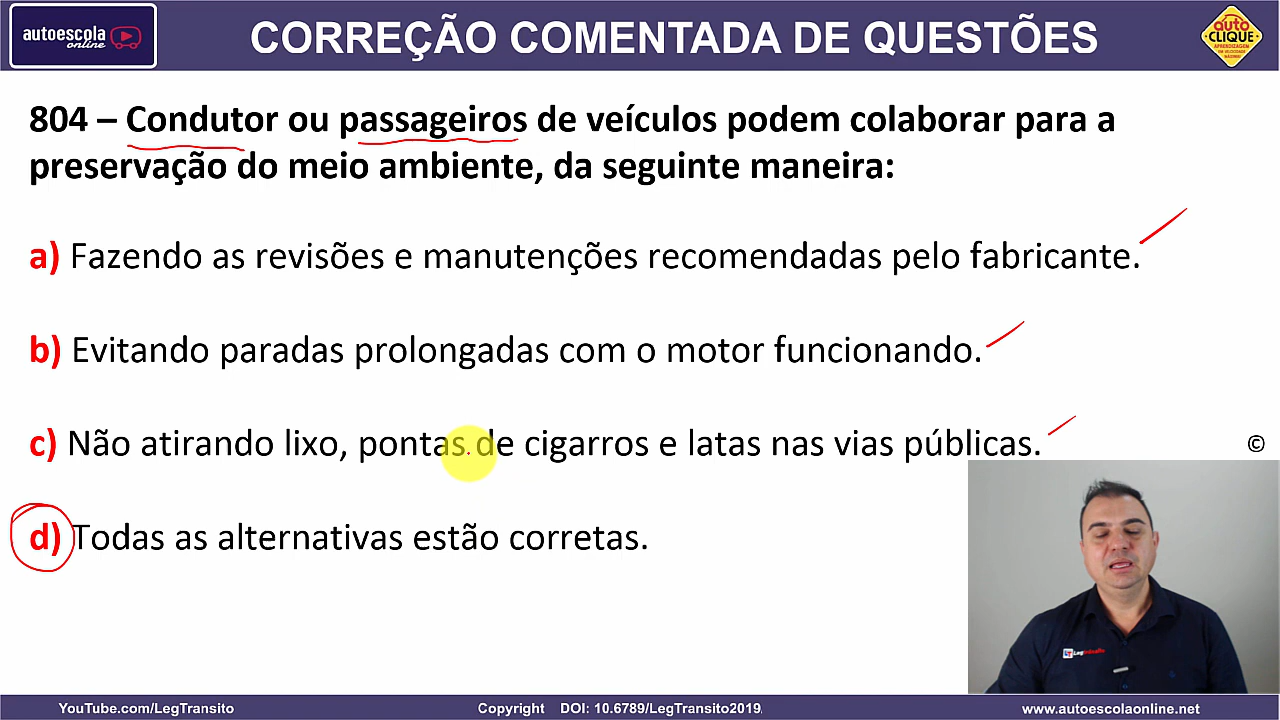 autoescola
online
CORREÇÃO COMENTADA DE QUESTÕES
auto
CLIQUE
804 – Condutor ou passageiros de veículos podem colaborar para a
preservação do meio ambiente, da seguinte maneira:
a) Fazendo as revisões e manutenções recomendadas pelo fabricante.
b) Evitando paradas prolongadas com o motor funcionando.
c) Não atirando lixo, pontas de cigarros e latas nas vias públicas.
©
d) Todas as alternativas estão corretas.
LegTrânsito
YouTube.com/LegTransito Copyright DOI: 10.6789/LegTransito2019. www.autoescolaonline.net